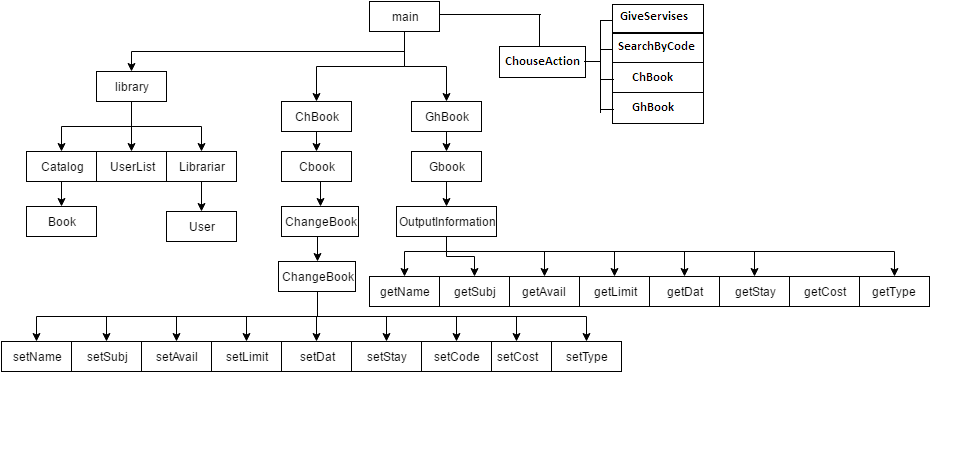 main
GiveServises
SearchByCode
ChouseAction
ChBook
GhBook
library
ChBook
GhBook
Catalog
UserList
Librariar
Cbook
Gbook
Book
User
ChangeBook
OutputInformation
ChangeBook
getName
getSubj
getAvail
getLimit
getDat
getStay
getCost
getType
setName
setSubj
setAvail
setLimit
setDat
setStay
setCode
setCost
setType